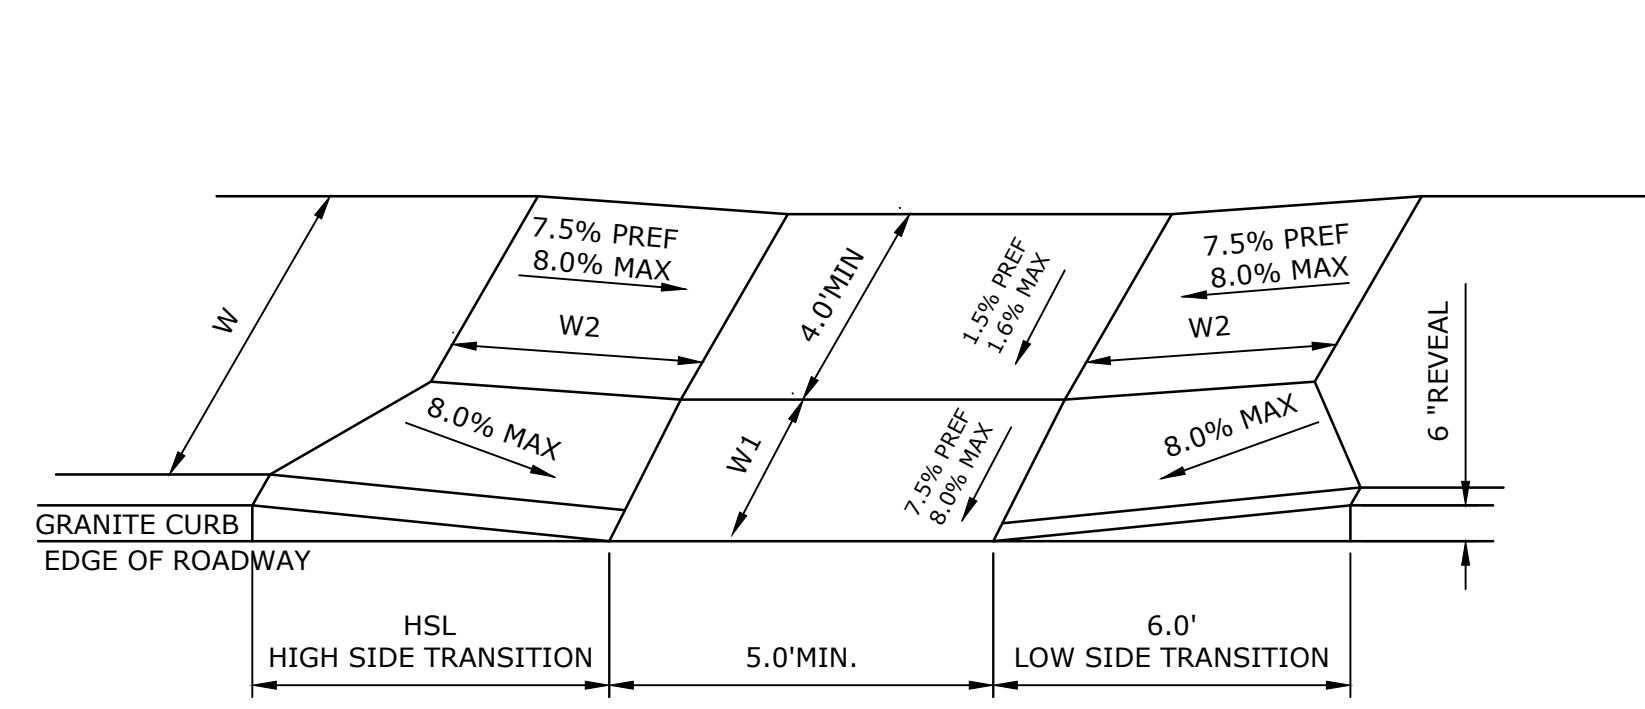 7.5% PREF
8.0% MAX
W2
W
4.0'MIN
1.5% PREF
1.6% MAX
7.5% PREF
8.0% MAX
W2
6 "REVEAL
8.0% MAX
W1
7.5% PREF
8.0% MAX
8.0% MAX
GRANITE CURB
EDGE OF ROADWAY
HSL
HIGH SIDE TRANSITION
5.0'MIN.
6.0'
LOW SIDE TRANSITION